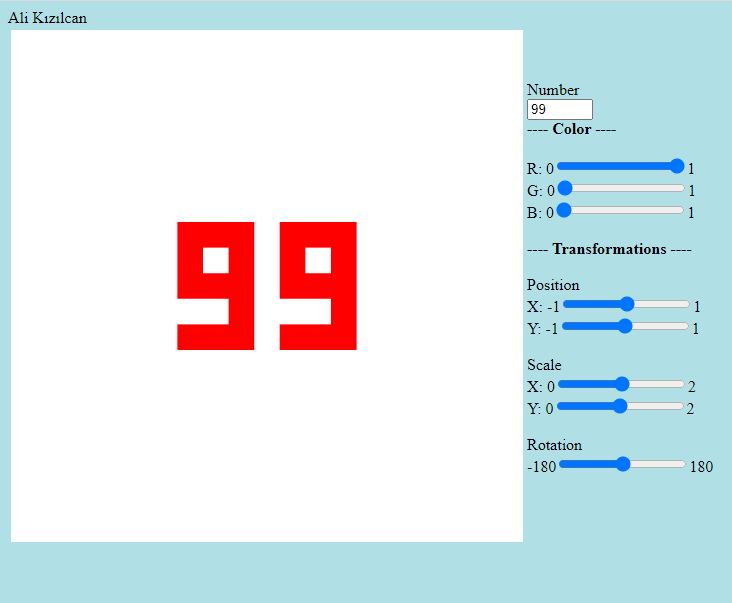 Ali Kızılcan
99
Number
99
---- Color ----
R: 0 1
G: 0 1
B: 0 1
---- Transformations ----
Position
X: -1 1
Y: -1 1
Scale
X: 0 2
Y: 0 2
Rotation
-180 180